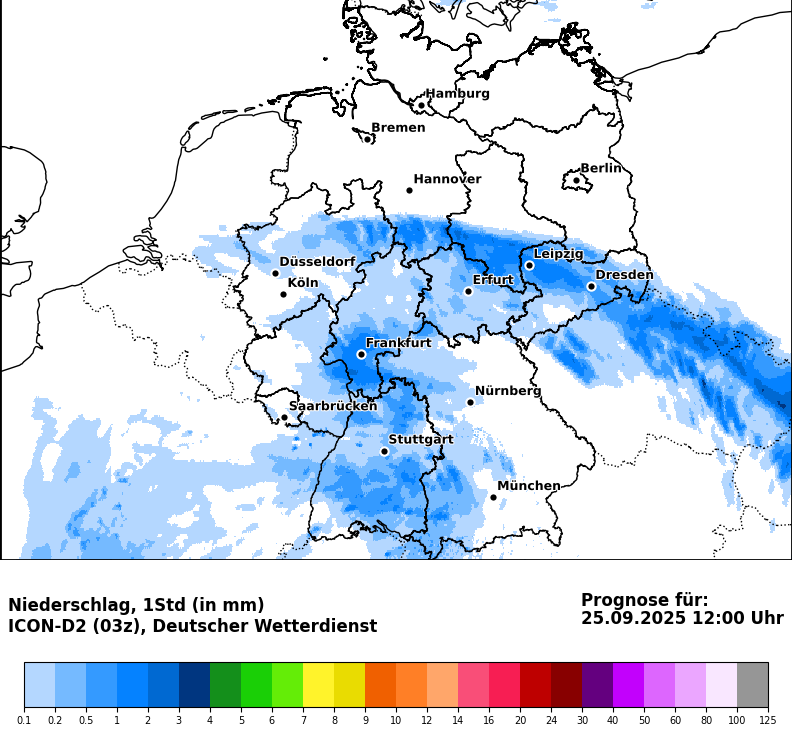 Hamburg
Bremen
Berlin
Hannover
Leipzig
Düsseldorf
Dresden
Erfurt
Köln
Frankfurt
Nürnberg
Saarbrücken
Stuttgart
München
Niederschlag, 1Std (in mm)
ICON-D2 (03z), Deutscher Wetterdienst
Prognose für:
25.09.2025 12:00 Uhr
0.1 0.2 0.5 1 2 3 4 5 6 7 8 9 10 12 14 16 20 24 30 40 50 60 80 100 125